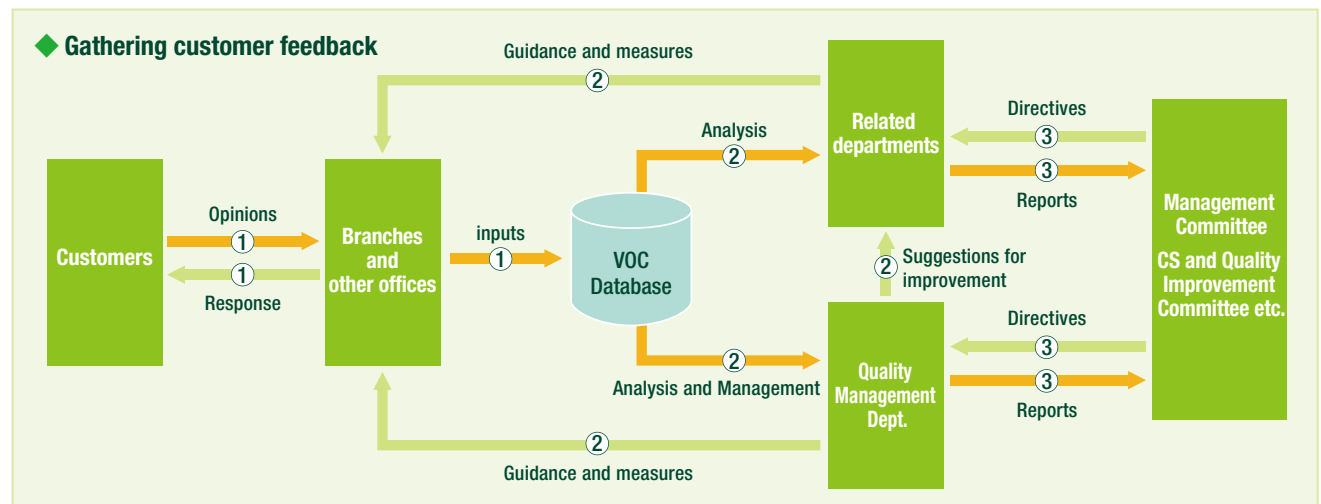 Gathering customer feedback
Guidance and measures
2
Customers
Opinions
1
1
Response
Branches
and
other offices
inputs
1
VOC
Database
Analysis
2
2
Analysis and Management
Related
departments
2
Suggestions for
improvement
Quality
Management
Dept.
Directives
3
3
Reports
Directives
3
3
Reports
Management
Committee
CS and Quality
Improvement
Committee etc.
2
Guidance and measures